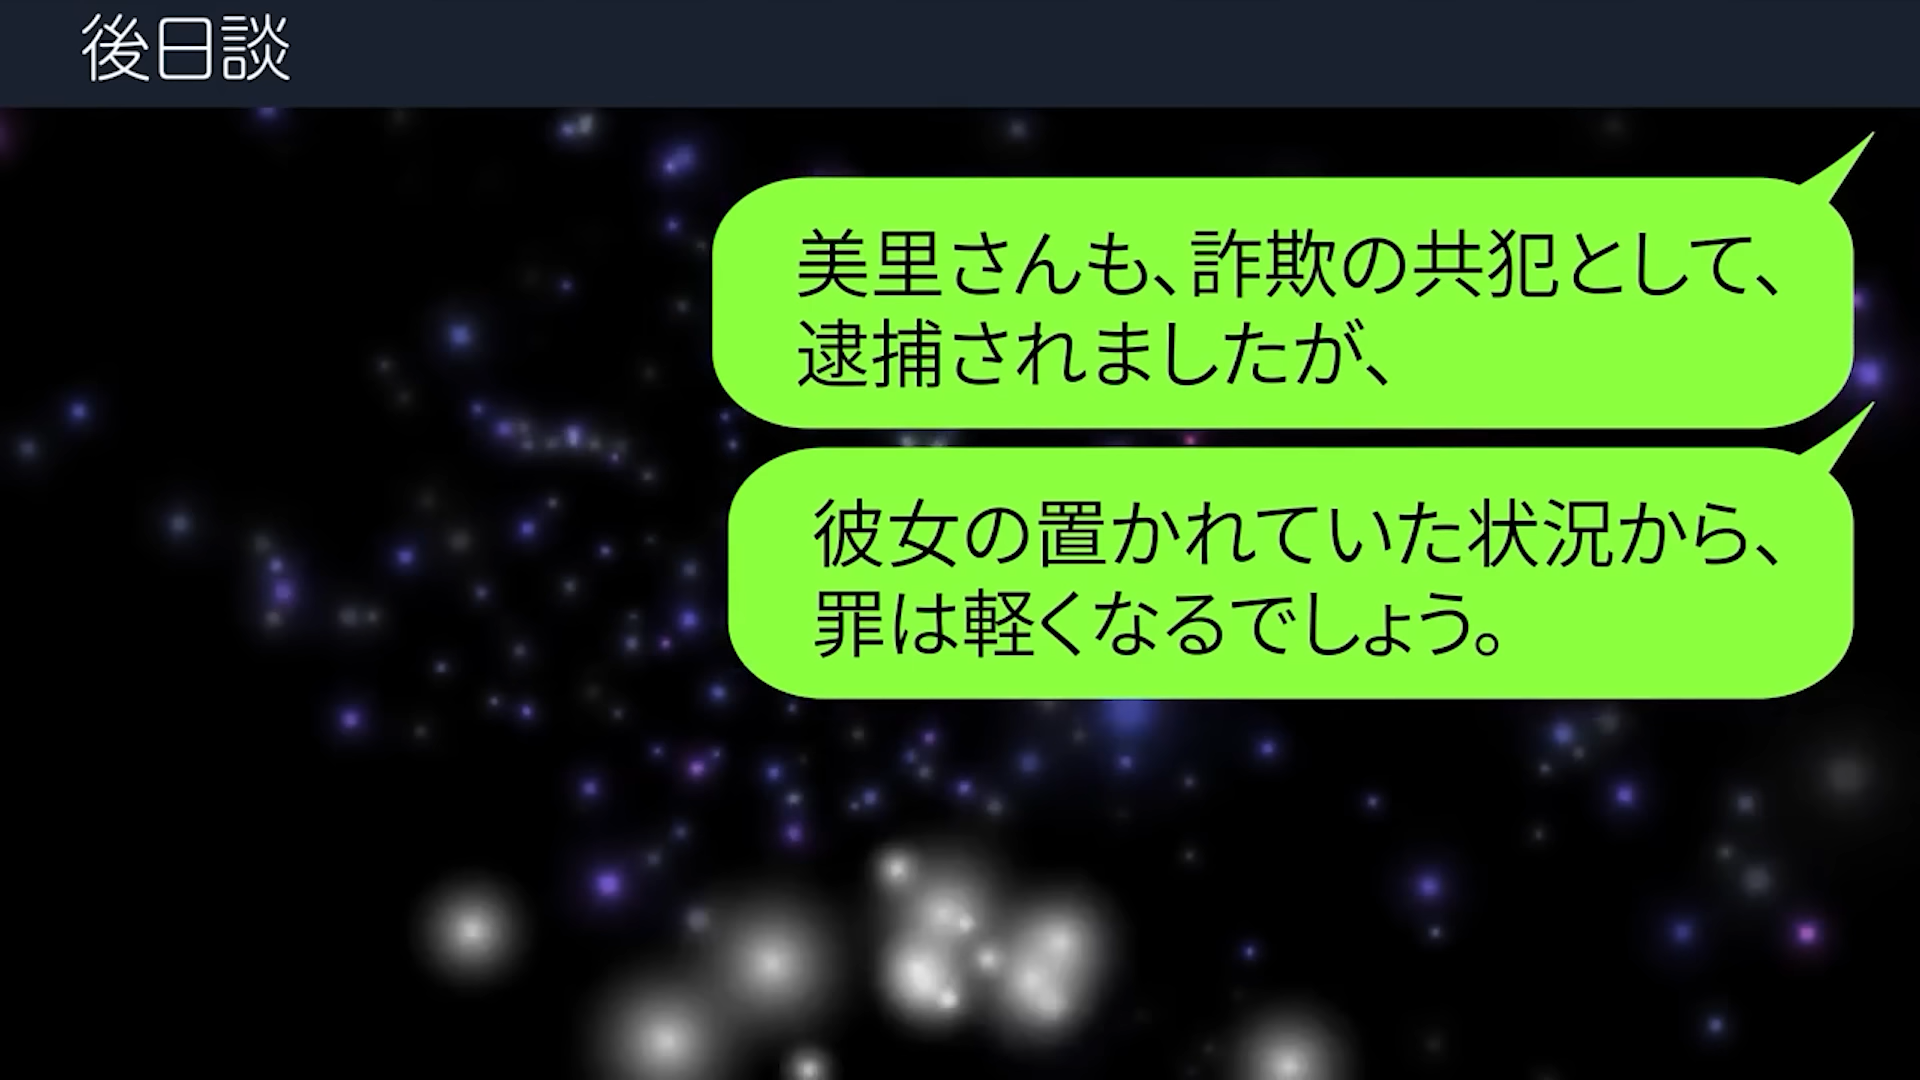 後日談
美里さんも、詐欺の共犯として、
逮捕されましたが、
彼女の置かれていた状況から、
罪は軽くなるでしょう。